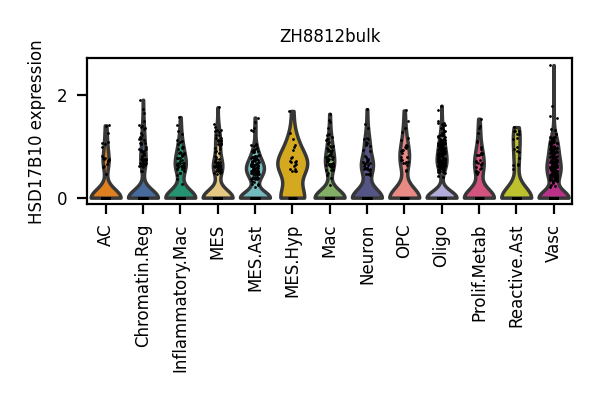 ZH8812bulk
HSD17B10 expression
2
0
AC
Chromatin.Reg
Inflammatory.Mac
MES
MES.Ast
MES.Hyp
Mac
Neuron
OPC
Oligo
Prolif.Metab
Reactive.Ast
Vasc